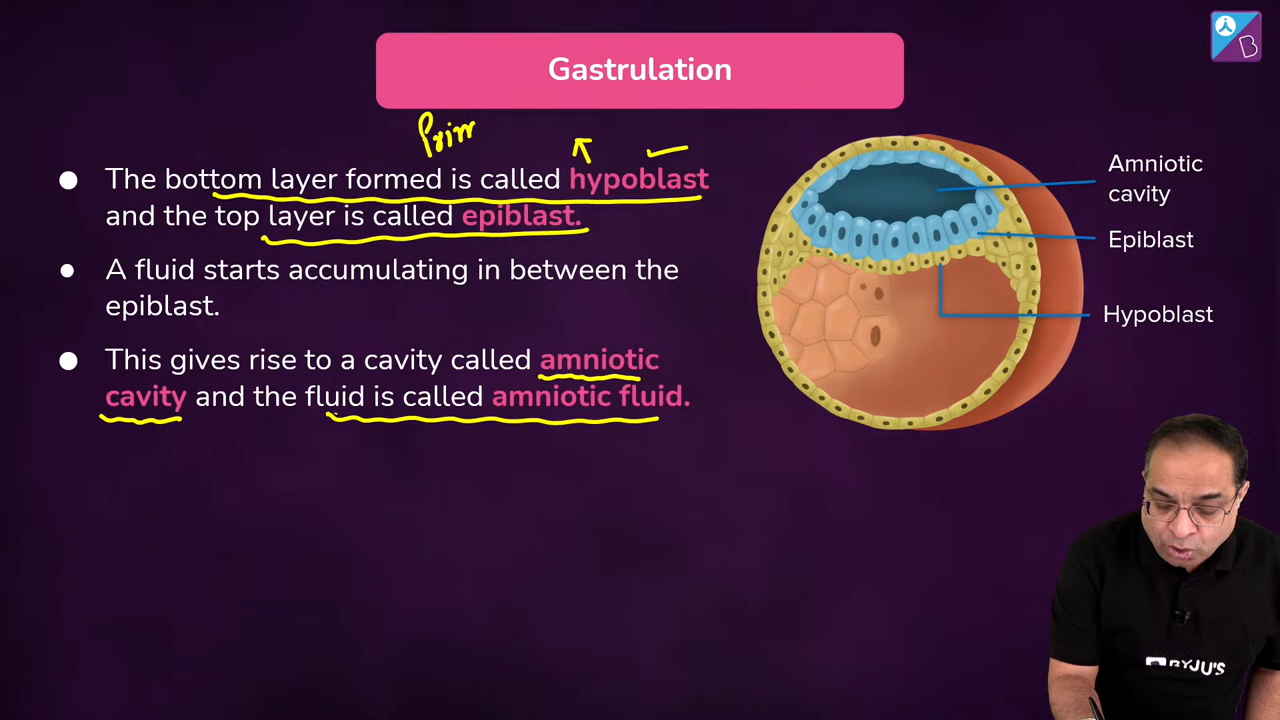 Gastrulation
Prim
The bottom layer formed is called hypoblast
and the top layer is called epiblast.
A fluid starts accumulating in between the
epiblast.
This gives rise to a cavity called amniotic
cavity and the fluid is called amniotic fluid.
Amniotic
cavity
Epiblast
Hypoblast
BYJU'S